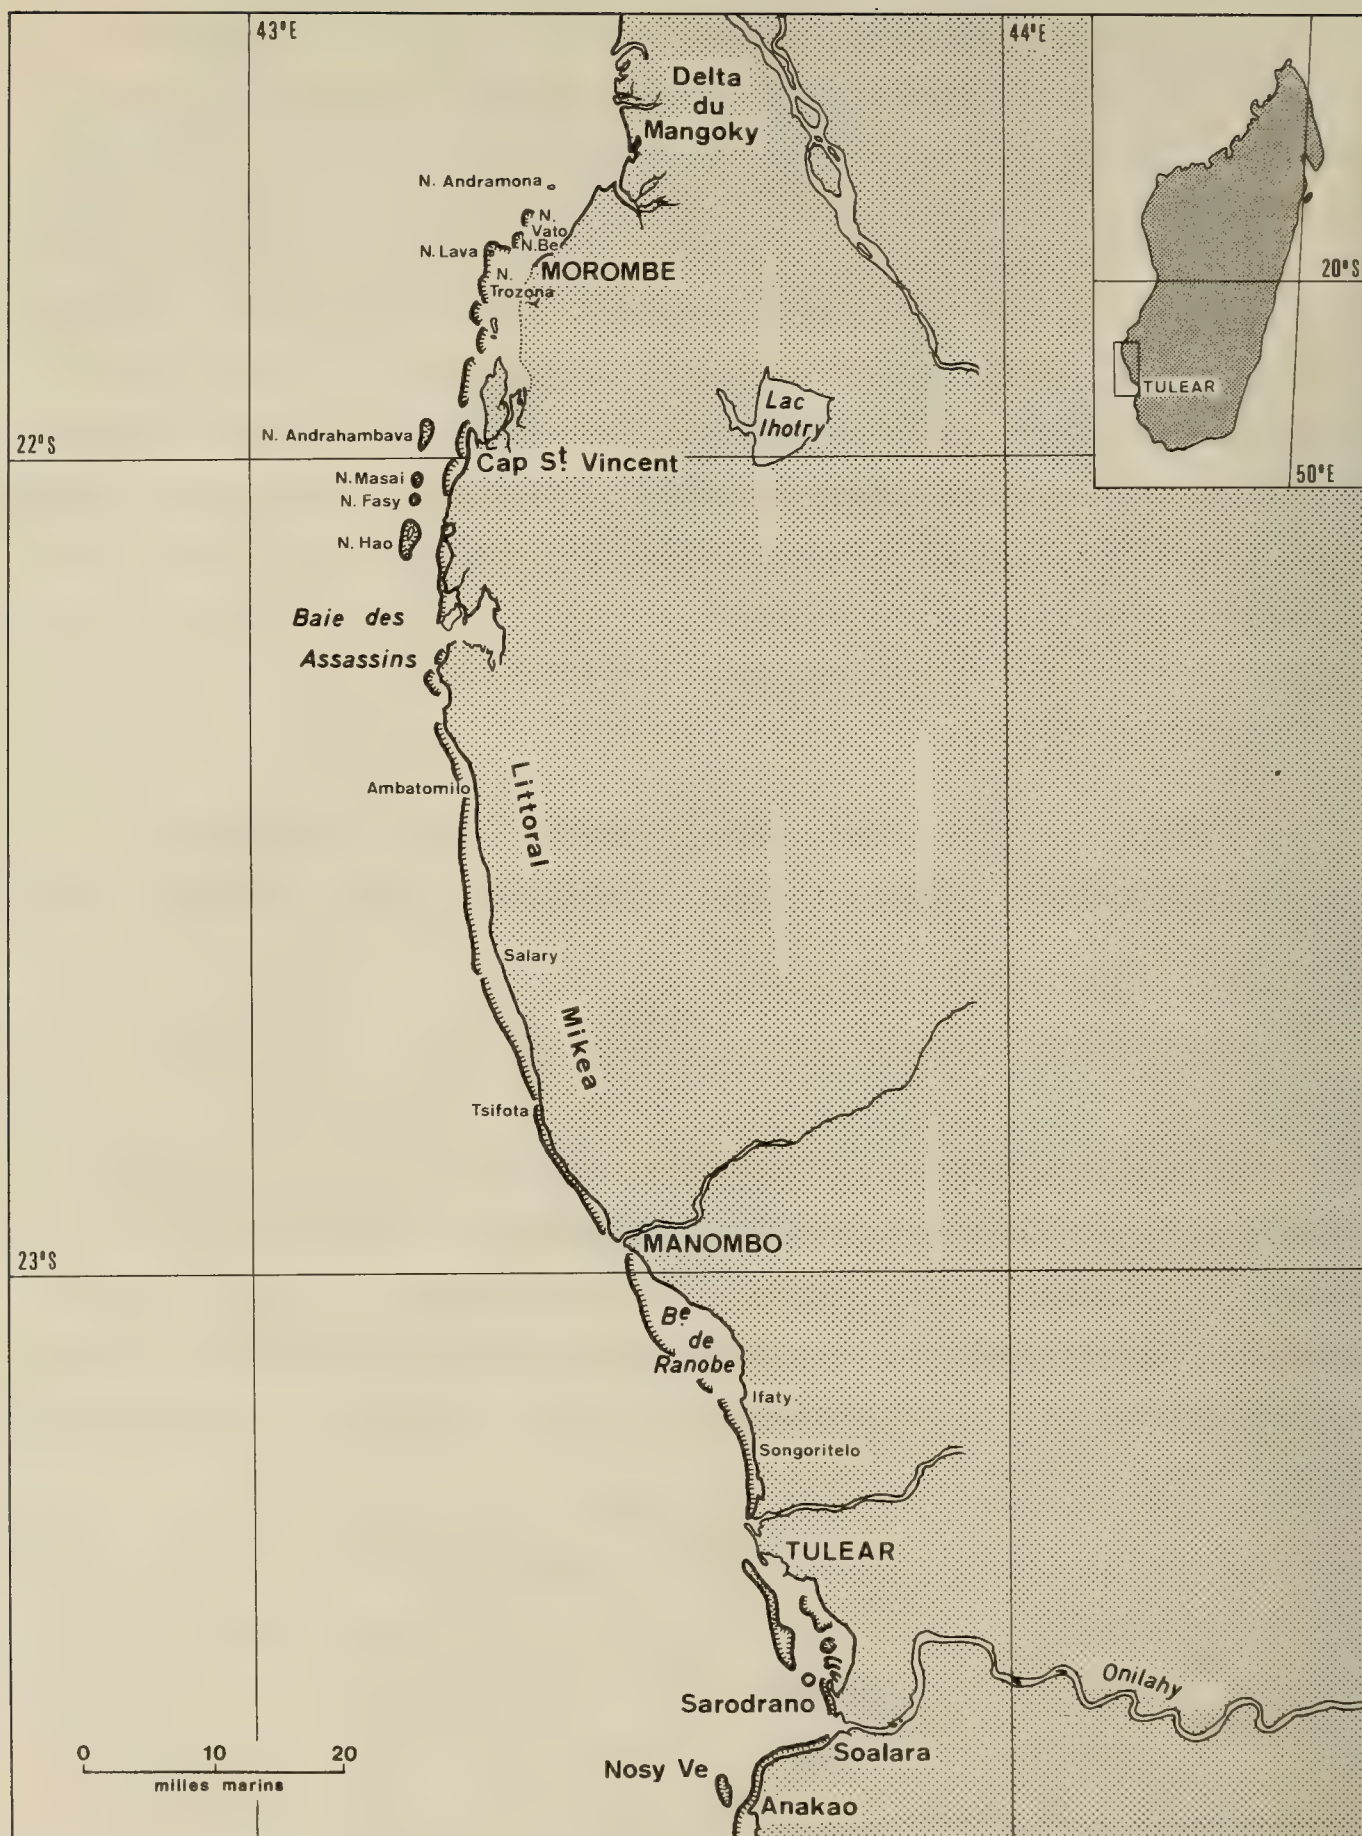 43°E
44°E
Delta
du
Mangoky
N. Andramona
N.
Vato
N. Lava
N.Be
MOROMBE
N.
Trozona
20°S
TULEAR
50°E
Lac
Ihotry
22°S
N. Andrahambava
Cap St. Vincent
N. Masai
N. Fasy
N. Hao
Baie des
Assassins
Ambatomilo
Littoral
Salary
Mikea
Tsifota
MANOMBO
23°S
Be.
de
Ranobe
Ifaty
Songoritelo
TULEAR
Onilahy
Sarodrano
0 10 20
milles marins
Soalara
Nosy Ve
Anakao